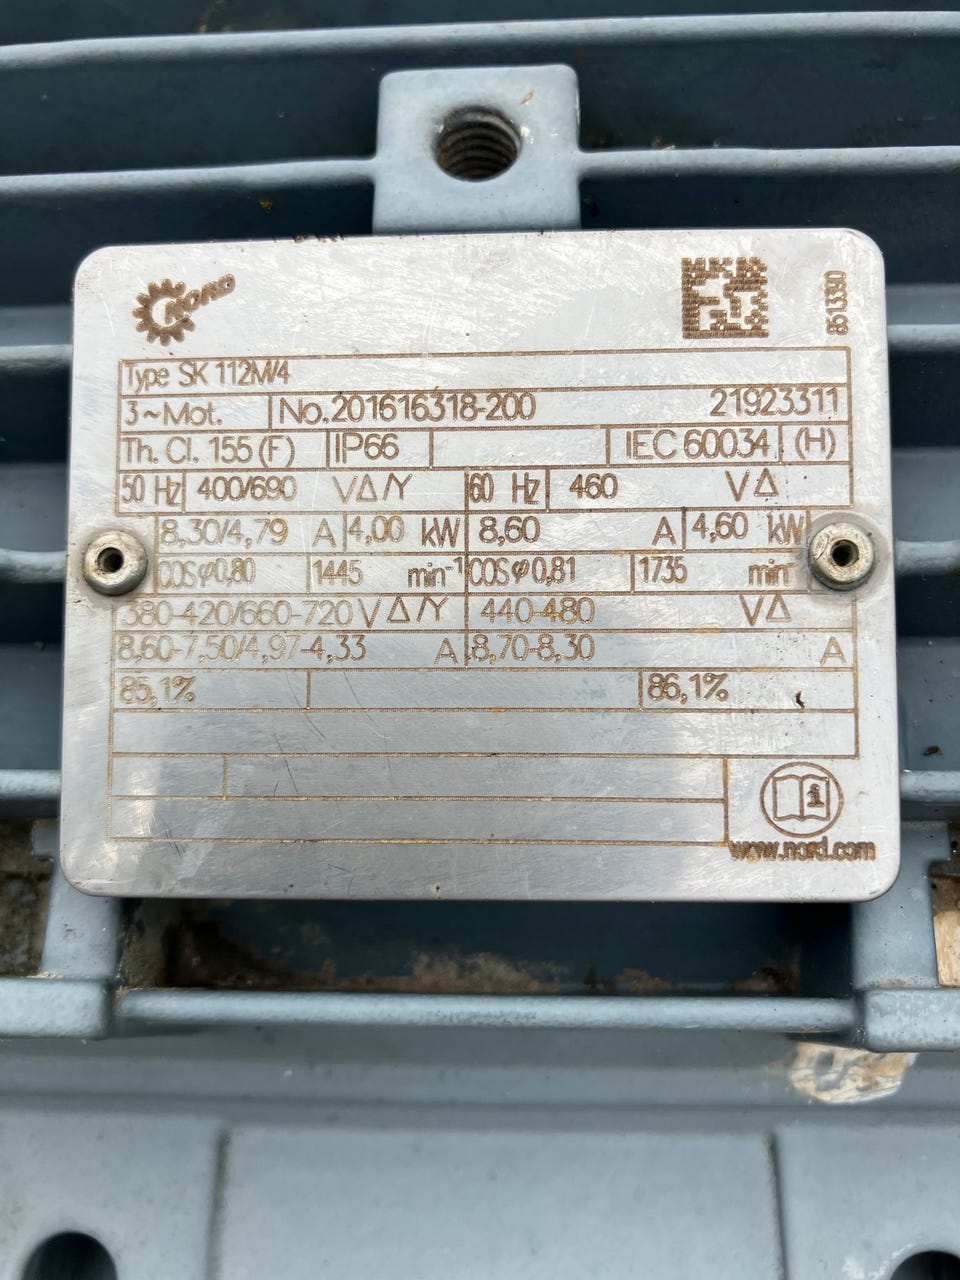 NORD
8513390
Type SK 112M/4
3~Mot. No.201616318-200 21923311
Th. Cl. 155 (F) IP66 IEC 60034 (H)
50 Hz 400/690 VΔ/Y 60 Hz 460 VΔ
8,30/4,79 A 4,00 kW 8,60 A 4,60 kW
COS φ 0,80 1445 min⁻¹ COS φ 0,81 1735 min⁻
380-420/660-720 VΔ/Y 440-480 VΔ
8,60-7,50/4,97-4,33 A 8,70-8,30 A
85,1% 86,1%
i
www.nord.com